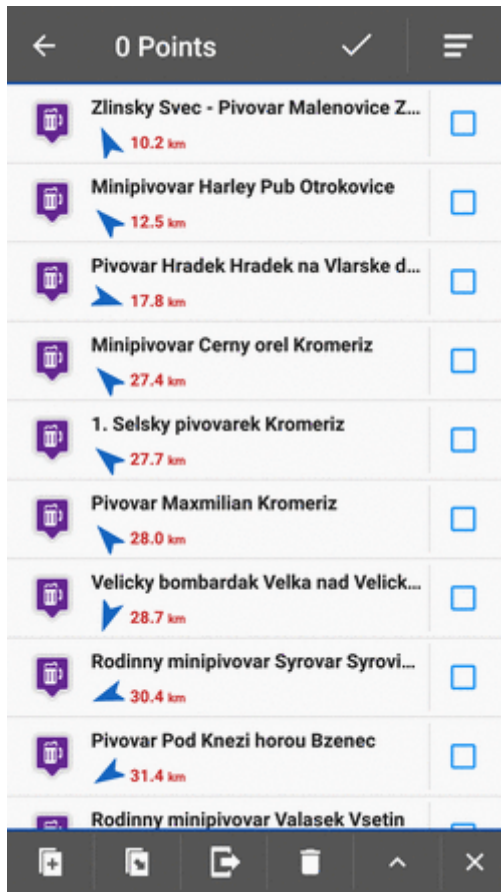 0 Points
Zlinsky Svec - Pivovar Malenovice Z...
10.2 km
Minipivovar Harley Pub Otrokovice
12.5 km
Pivovar Hradek Hradek na Vlarske d...
17.8 km
Minipivovar Cerny orel Kromeriz
27.4 km
1. Selsky pivovarek Kromeriz
27.7 km
Pivovar Maxmilian Kromeriz
28.0 km
Velicky bombardak Velka nad Velick...
28.7 km
Rodinny minipivovar Syrovar Syrovi...
30.4 km
Pivovar Pod Knezi horou Bzenec
31.4 km
Rodinny minipivovar Valasek Vsetin